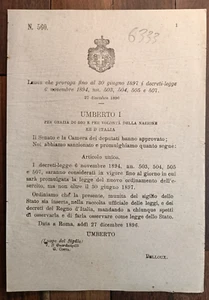 N. 560.
Legge che proroga fino al 30 giugno 1897 i decreti-legge
6 novembre 1894, nn. 503, 504, 505 e 507.
27 dicembre 1896
UMBERTO I
PER GRAZIA DI DIO E PER VOLONTÀ DELLA NAZIONE
RE D'ITALIA
Il Senato e la Camera dei deputati hanno approvato;
Noi abbiamo sanzionato e promulghiamo quanto segue:
Articolo unico.
I decreti-legge 6 novembre 1894, nn. 503, 504, 505
e 507, saranno considerati in vigore fino al giorno in cui
sarà promulgata la legge del nuovo ordinamento dell'e-
sercito, ma non oltre il 30 giugno 1897.
Ordiniamo che la presente, munita del sigillo dello
Stato sia inserta, nella raccolta ufficiale delle leggi, e dei
decreti del Regno d'Italia, mandando a chiunque spetti
di osservarla e di farla osservare come legge dello Stato.
Data a Roma, addì 27 dicembre 1896.
UMBERTO
(Luogo del Sigillo)
V. Il Guardasigilli
Pelloux.